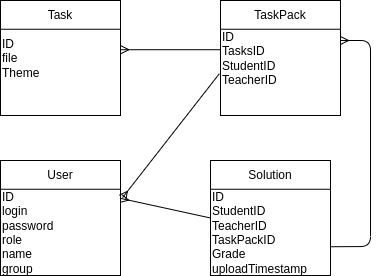 Task
ID
file
Theme
TaskPack
ID
TasksID
StudentID
TeacherID
User
ID
login
password
role
name
group
Solution
ID
StudentID
TeacherID
TaskPackID
Grade
uploadTimestamp